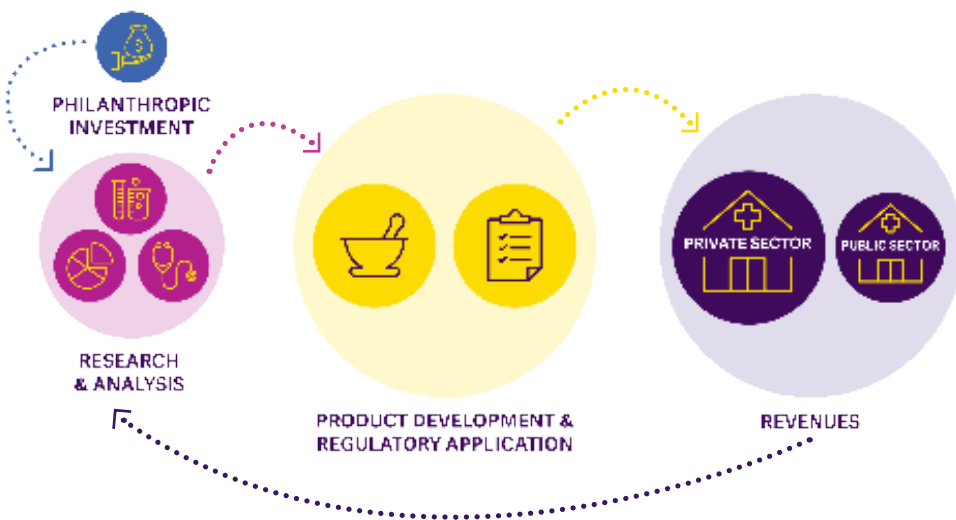 PHILANTHROPIC
INVESTMENT
RESEARCH
& ANALYSIS
PRODUCT DEVELOPMENT &
REGULATORY APPLICATION
PRIVATE SECTOR
PUBLIC SECTOR
REVENUES